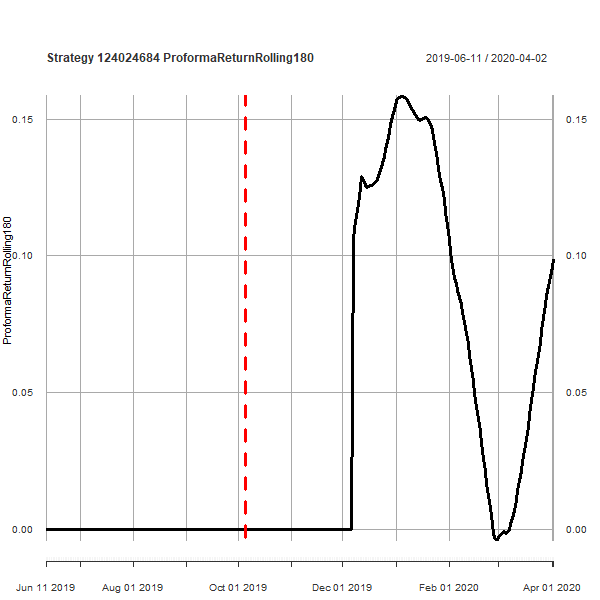 Strategy 124024684 ProformaReturnRolling180
2019-06-11 / 2020-04-02
ProformaReturnRolling180
0.15
0.15
0.10
0.10
0.05
0.05
0.00
0.00
Jun 11 2019
Aug 01 2019
Oct 01 2019
Dec 01 2019
Feb 01 2020
Apr 01 2020